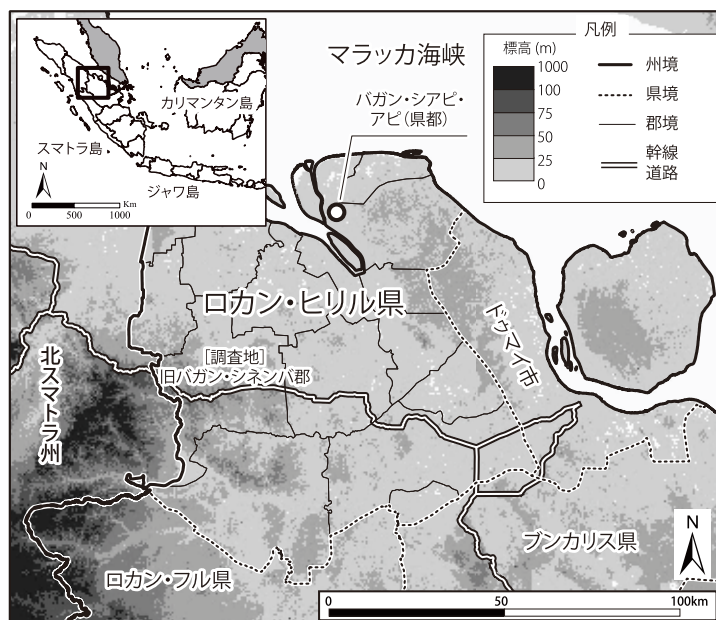 マラッカ海峡
バガン・シアピ・
アピ（県都）
カリマンタン島
スマトラ島
ジャワ島
N
0 500 1000 Km
凡例
標高 (m)
1000
100
75
50
25
0
州境
県境
郡境
幹線
道路
ロカン・ヒリル県
ドゥマイ市
［調査地］
旧バガン・シネンバ郡
北スマトラ州
ロカン・フル県
ブンカリス県
N
0 50 100km